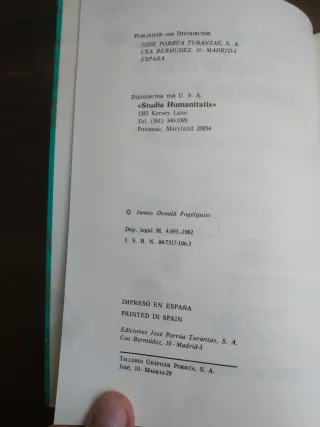 PUBLISHER AND DISTRIBUTOR
JOSE PORRUA TURANZAS, S. A.
CEA BERMUDEZ, 10 - MADRID-3
ESPAÑA
DISTRIBUTOR FOR U. S. A.
«Studia Humanitatis»
1383 Kersey Lane
Tel. (301) 340-1095
Potomac, Maryland 20854
© James Donald Fogelquist
Dep. legal M. 4.693.-1982
I. S. B. N. 84-7317-106-3
IMPRESO EN ESPAÑA
PRINTED IN SPAIN
Ediciones José Porrúa Turanzas, S. A.
Cea Bermúdez, 10 - Madrid-3
TALLERES GRÁFICOS PORRÚA, S. A.
JOSÉ, 10 - MADRID-29